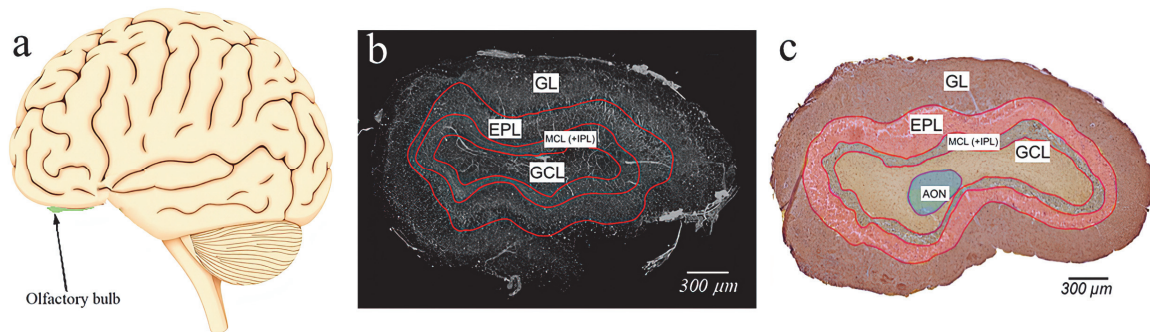 a
Olfactory bulb
b
GL
EPL
MCL (+IPL)
GCL
300 μm
c
GL
EPL
MCL (+IPL)
GCL
AON
300 μm